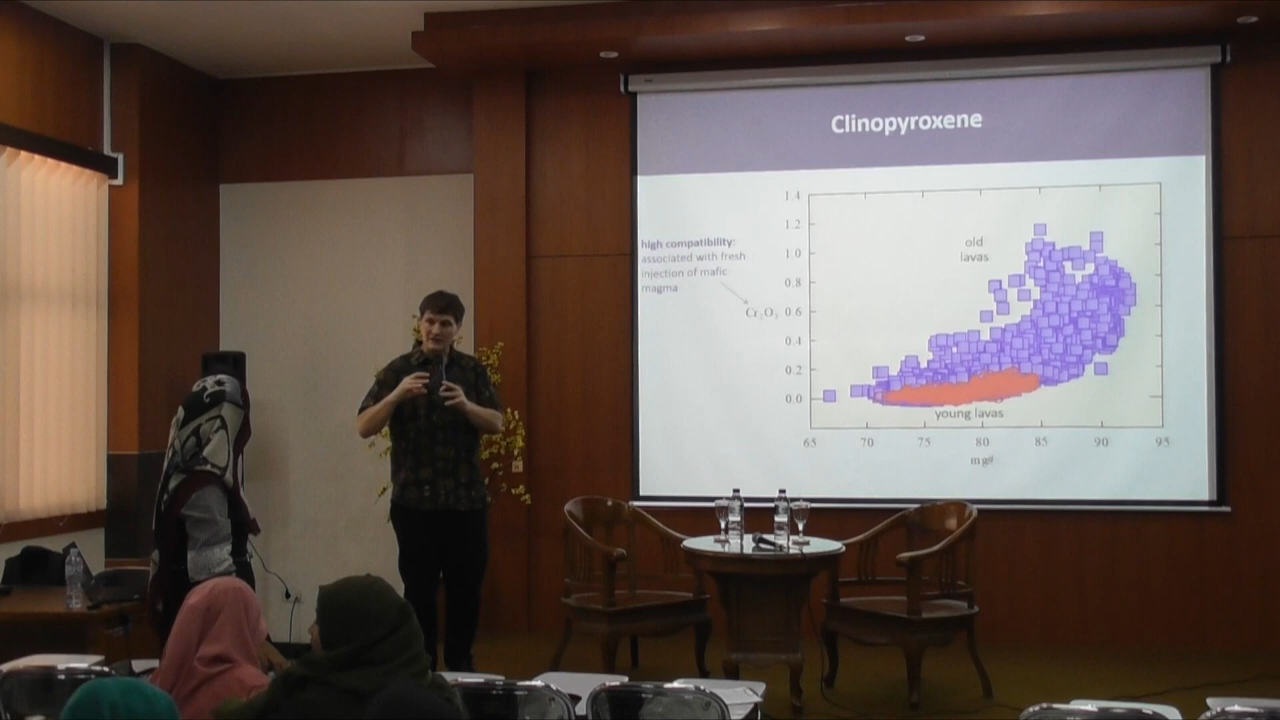 Clinopyroxene
high compatibility:
associated with fresh
injection of mafic
magma
Cr₂O₃
1.4
1.2
1.0
0.8
0.6
0.4
0.2
0.0
old
lavas
young lavas
65 70 75 80 85 90 95
mg#